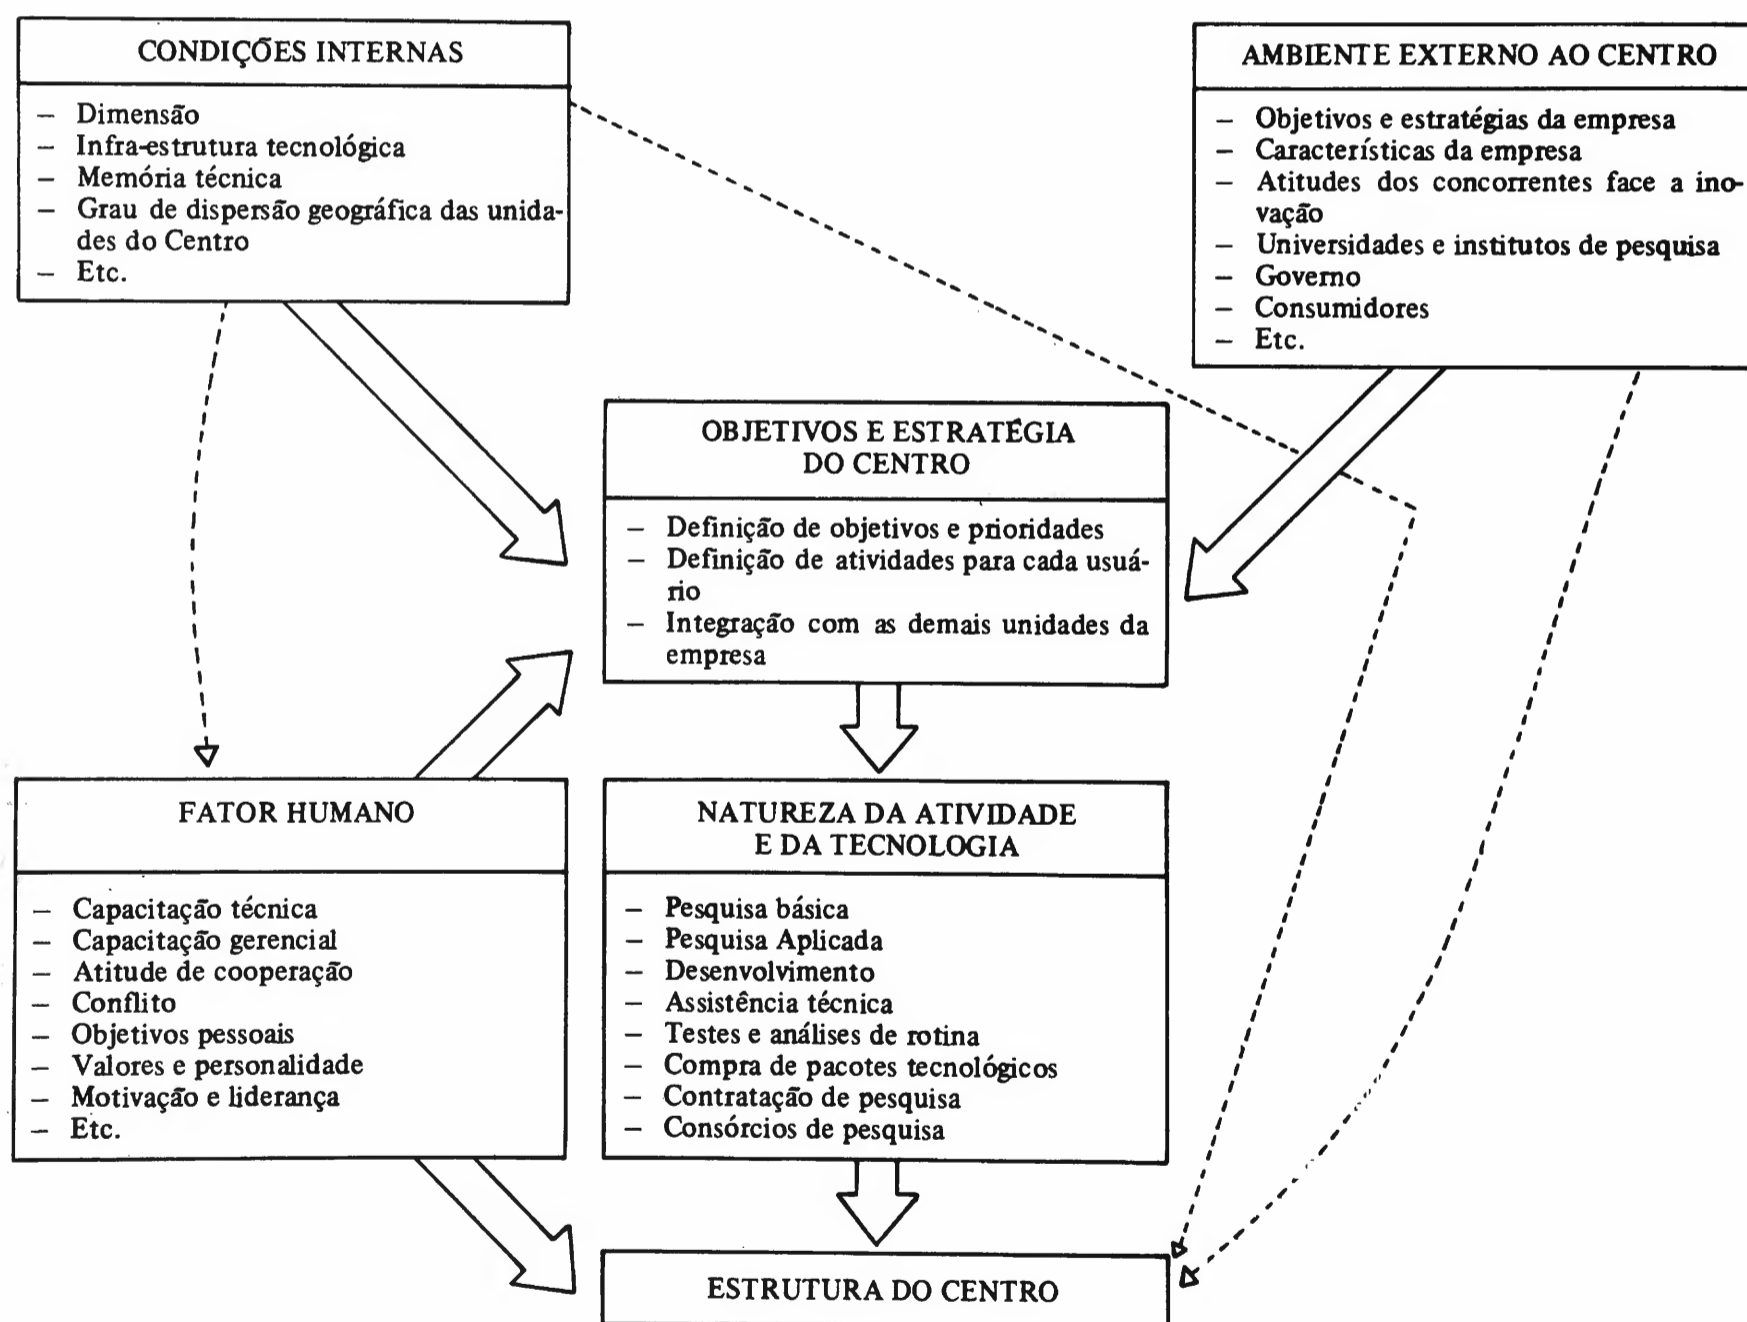 CONDIÇÕES INTERNAS
— Dimensão
— Infra-estrutura tecnológica
— Memória técnica
— Grau de dispersão geográfica das unida-
des do Centro
— Etc.
AMBIENTE EXTERNO AO CENTRO
— Objetivos e estratégias da empresa
— Características da empresa
— Atitudes dos concorrentes face a ino-
vação
— Universidades e institutos de pesquisa
— Governo
— Consumidores
— Etc.
OBJETIVOS E ESTRATÉGIA
DO CENTRO
— Definição de objetivos e prioridades
— Definição de atividades para cada usuá-
rio
— Integração com as demais unidades da
empresa
FATOR HUMANO
— Capacitação técnica
— Capacitação gerencial
— Atitude de cooperação
— Conflito
— Objetivos pessoais
— Valores e personalidade
— Motivação e liderança
— Etc.
NATUREZA DA ATIVIDADE
E DA TECNOLOGIA
— Pesquisa básica
— Pesquisa Aplicada
— Desenvolvimento
— Assistência técnica
— Testes e análises de rotina
— Compra de pacotes tecnológicos
— Contratação de pesquisa
— Consórcios de pesquisa
ESTRUTURA DO CENTRO